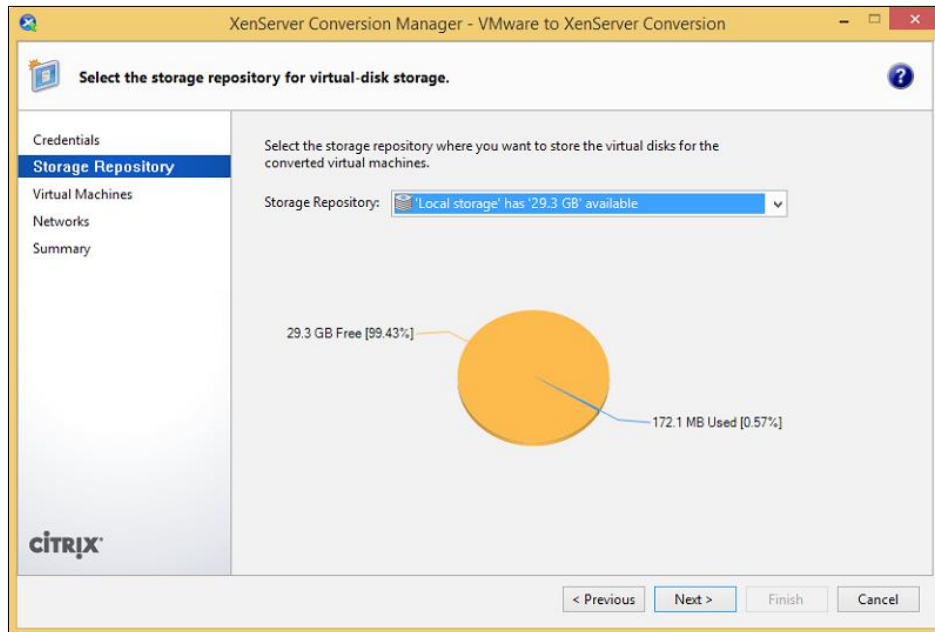 XenServer Conversion Manager - VMware to XenServer Conversion
Select the storage repository for virtual-disk storage.
?
Credentials
Storage Repository
Virtual Machines
Networks
Summary
Select the storage repository where you want to store the virtual disks for the
converted virtual machines.
Storage Repository: 'Local storage' has '29.3 GB' available
29.3 GB Free [99.43%]
172.1 MB Used [0.57%]
CİTRIX
< Previous Next > Finish Cancel